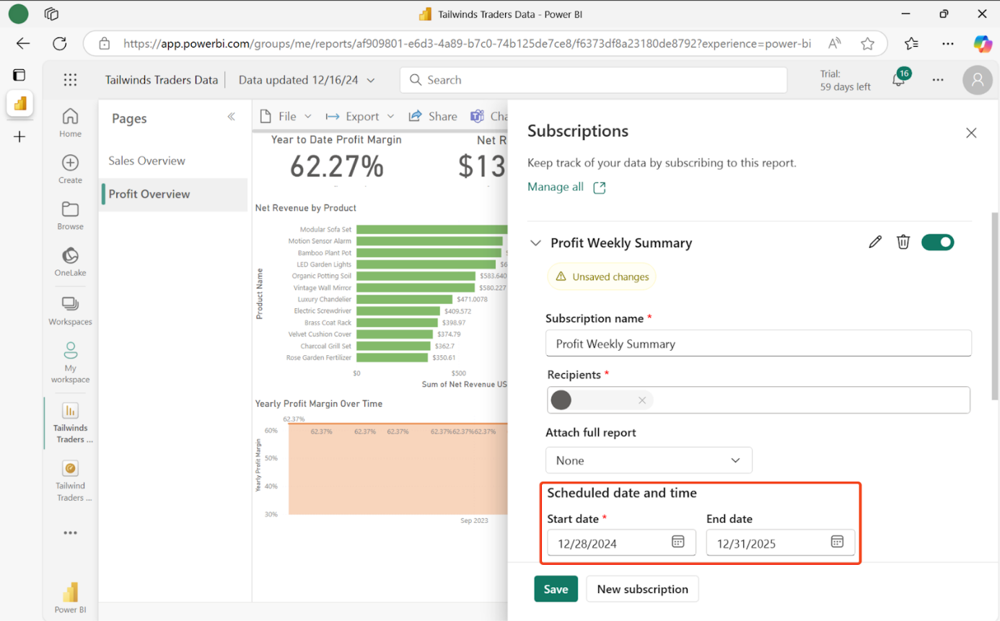 Tailwinds Traders Data - Power BI
https://app.powerbi.com/groups/me/reports/af909801-e6d3-4a89-b7c0-74b125de7ce8/f6373df8a23180de8792?experience=power-bi
Tailwinds Traders Data
Data updated 12/16/24
Search
Trial:
59 days left
16
Home
Create
Browse
OneLake
Workspaces
My
workspace
Tailwinds
Traders ...
Tailwind
Traders ...
Power BI
Pages
Sales Overview
Profit Overview
File
Export
Share
Cha
Year to Date Profit Margin
62.27%
Net R
$13
Net Revenue by Product
Product Name
Modular Sofa Set
Motion Sensor Alarm
Bamboo Plant Pot
LED Garden Lights $6
Organic Potting Soil $583.640
Vintage Wall Mirror $580.227
Luxury Chandelier $471.0078
Electric Screwdriver $409.572
Brass Coat Rack $398.97
Velvet Cushion Cover $374.79
Charcoal Grill Set $362.7
Rose Garden Fertilizer $350.61
$0 $500
Sum of Net Revenue US
Yearly Profit Margin Over Time
Yearly Profit Margin
62.37%
60% 62.37% 62.37% 62.37% 62.37%62.37%62.37%
50%
40%
30%
Sep 2023
Subscriptions
Keep track of your data by subscribing to this report.
Manage all
Profit Weekly Summary
Unsaved changes
Subscription name *
Profit Weekly Summary
Recipients *
Attach full report
None
Scheduled date and time
Start date * End date
12/28/2024 12/31/2025
Save New subscription